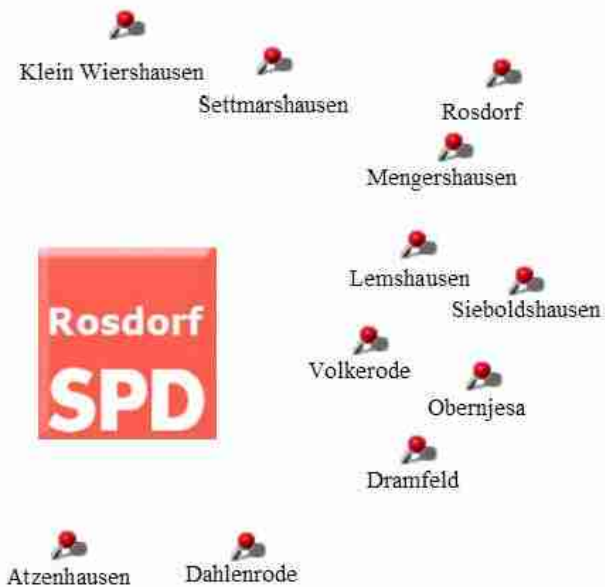 Klein Wiershausen
Settmarshausen
Rosdorf
Mengershausen
Lemshausen
Sieboldshausen
Rosdorf
SPD
Volkerode
Obernjesa
Dramfeld
Atzenhausen
Dahlenrode